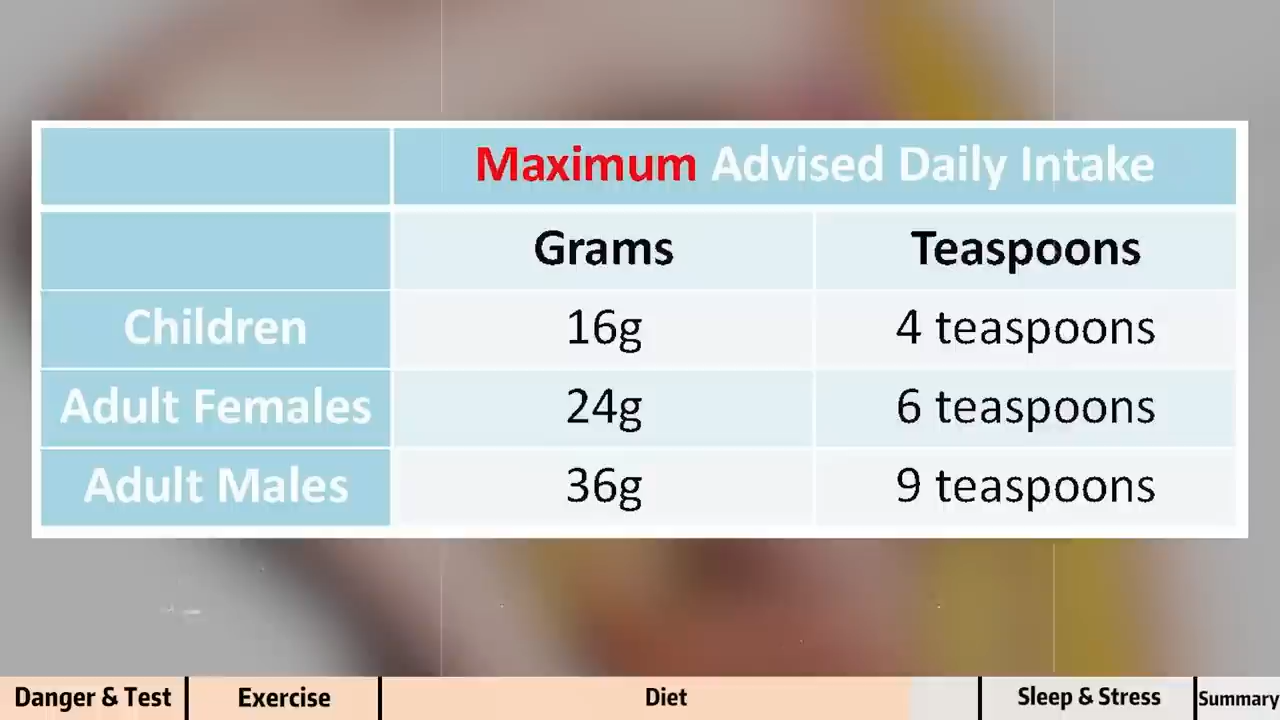 Maximum Advised Daily Intake
Grams Teaspoons
Children 16g 4 teaspoons
Adult Females 24g 6 teaspoons
Adult Males 36g 9 teaspoons
Danger & Test Exercise Diet Sleep & Stress Summary